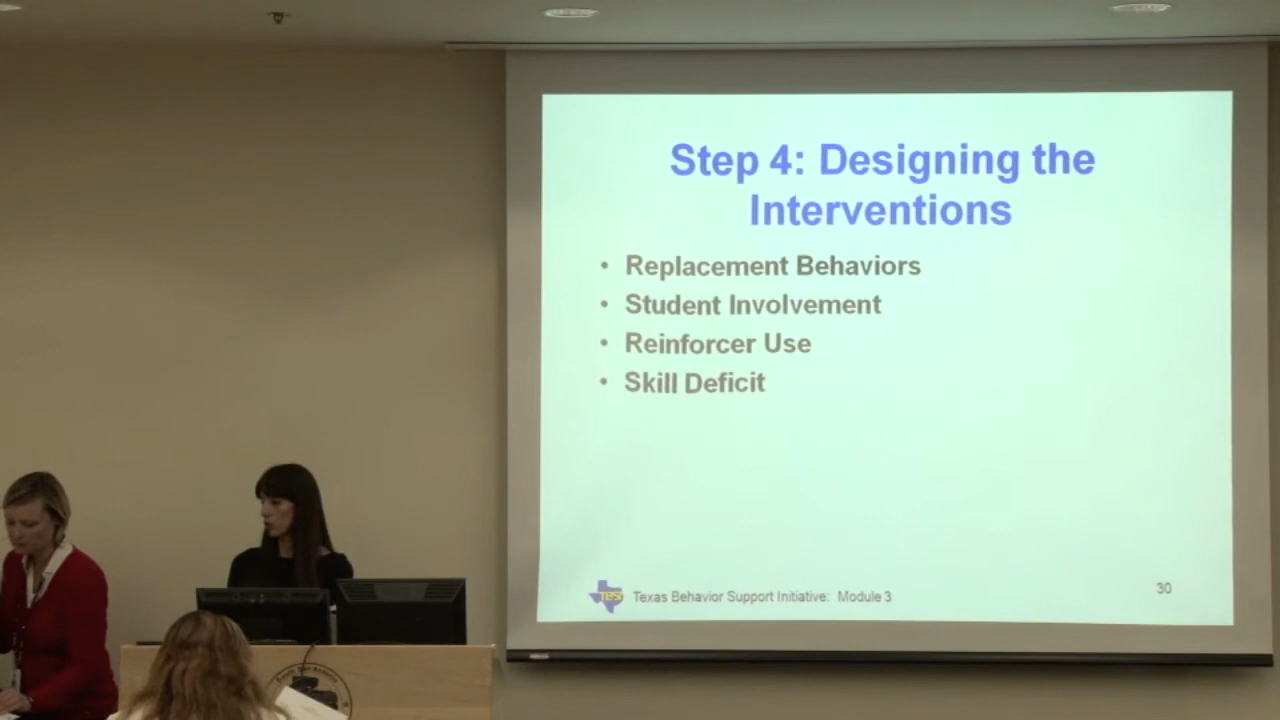 Step 4: Designing the
Interventions
• Replacement Behaviors
• Student Involvement
• Reinforcer Use
• Skill Deficit
TBSI
Texas Behavior Support Initiative: Module 3
30